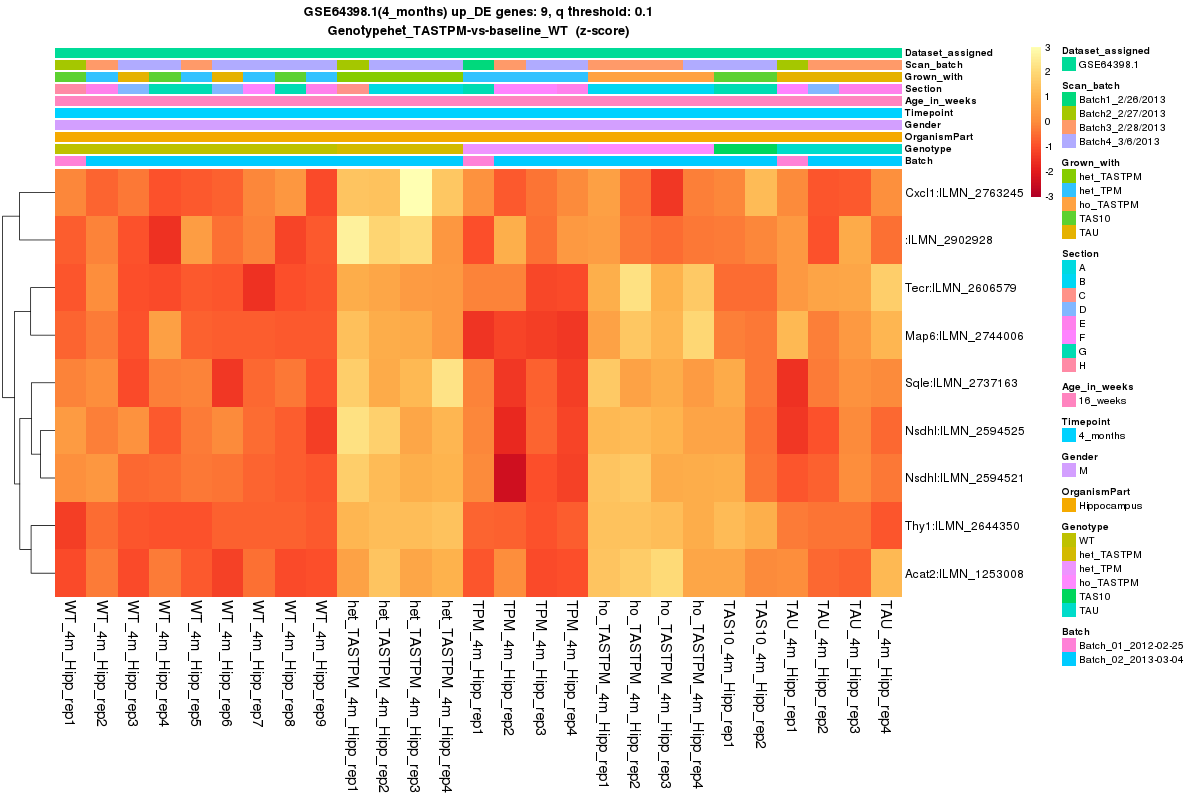 GSE64398.1(4_months) up_DE genes: 9, q threshold: 0.1
Genotypehet_TASTPM-vs-baseline_WT (z-score)
Dataset_assigned
Scan_batch
Grown_with
Section
Age_in_weeks
Timepoint
Gender
OrganismPart
Genotype
Batch
Cxcl1:ILMN_2763245
:ILMN_2902928
Tecr:ILMN_2606579
Map6:ILMN_2744006
Sqle:ILMN_2737163
Nsdhl:ILMN_2594525
Nsdhl:ILMN_2594521
Thy1:ILMN_2644350
Acat2:ILMN_1253008
WT_4m_Hipp_rep1
WT_4m_Hipp_rep2
WT_4m_Hipp_rep3
WT_4m_Hipp_rep4
WT_4m_Hipp_rep5
WT_4m_Hipp_rep6
WT_4m_Hipp_rep7
WT_4m_Hipp_rep8
WT_4m_Hipp_rep9
het_TASTPM_4m_Hipp_rep1
het_TASTPM_4m_Hipp_rep2
het_TASTPM_4m_Hipp_rep3
het_TASTPM_4m_Hipp_rep4
TPM_4m_Hipp_rep1
TPM_4m_Hipp_rep2
TPM_4m_Hipp_rep3
TPM_4m_Hipp_rep4
ho_TASTPM_4m_Hipp_rep1
ho_TASTPM_4m_Hipp_rep2
ho_TASTPM_4m_Hipp_rep3
ho_TASTPM_4m_Hipp_rep4
TAS10_4m_Hipp_rep1
TAS10_4m_Hipp_rep2
TAU_4m_Hipp_rep1
TAU_4m_Hipp_rep2
TAU_4m_Hipp_rep3
TAU_4m_Hipp_rep4
3
2
1
0
-1
-2
-3
Dataset_assigned
GSE64398.1
Scan_batch
Batch1_2/26/2013
Batch2_2/27/2013
Batch3_2/28/2013
Batch4_3/6/2013
Grown_with
het_TASTPM
het_TPM
ho_TASTPM
TAS10
TAU
Section
A
B
C
D
E
F
G
H
Age_in_weeks
16_weeks
Timepoint
4_months
Gender
M
OrganismPart
Hippocampus
Genotype
WT
het_TASTPM
het_TPM
ho_TASTPM
TAS10
TAU
Batch
Batch_01_2012-02-25
Batch_02_2013-03-04